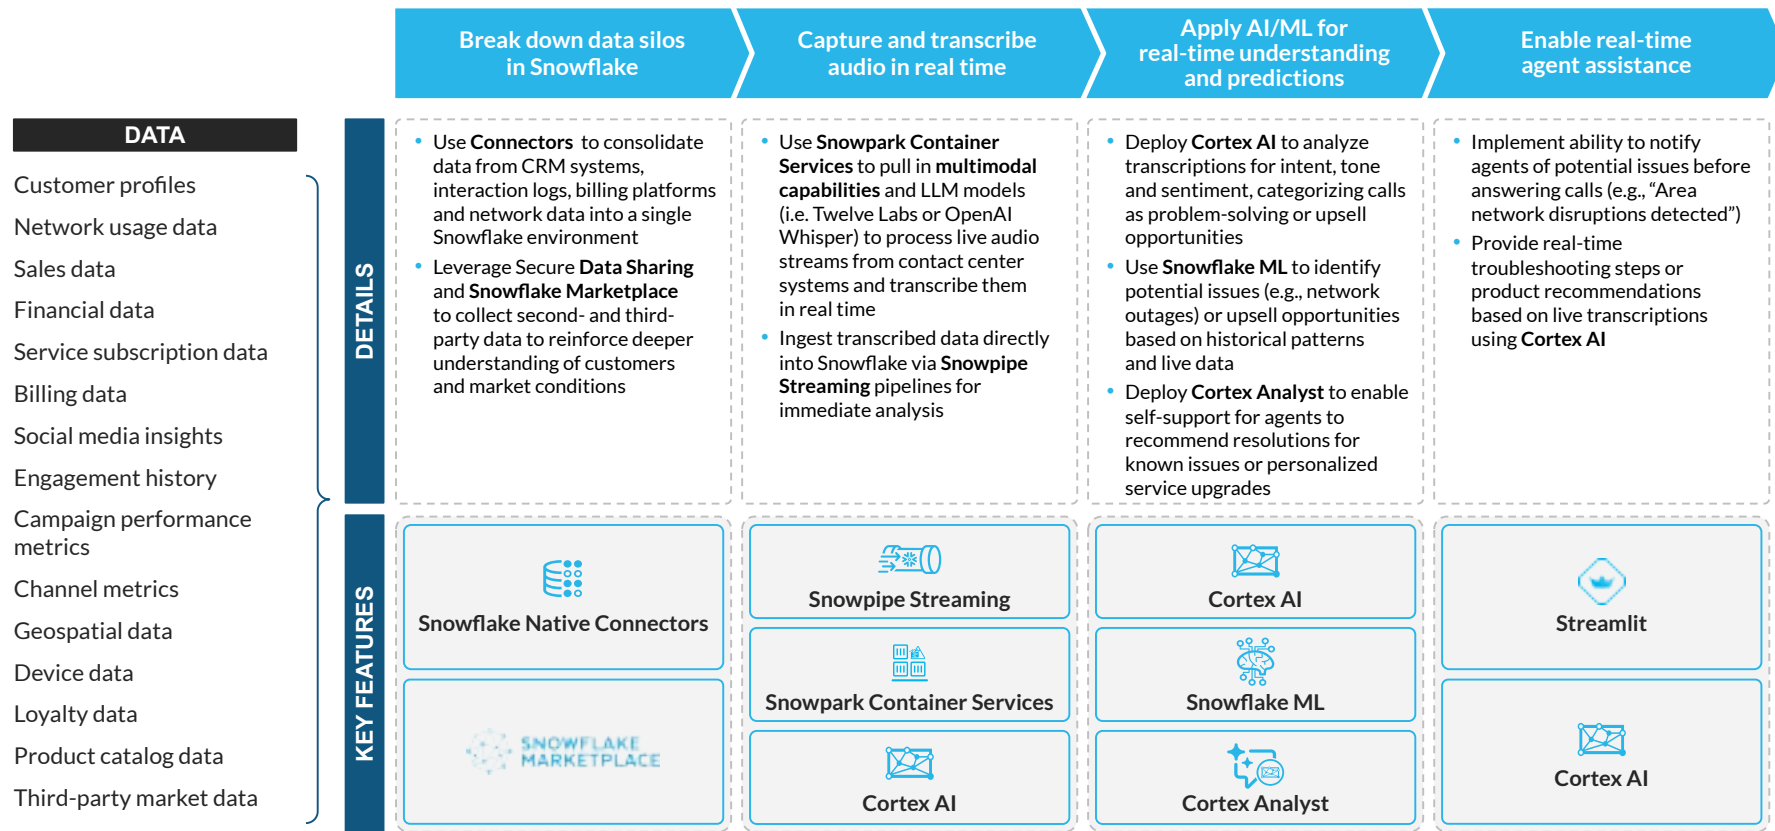 Break down data silos
in Snowflake
Capture and transcribe
audio in real time
Apply AI/ML for
real-time understanding
and predictions
Enable real-time
agent assistance
DATA
Customer profiles
Network usage data
Sales data
Financial data
Service subscription data
Billing data
Social media insights
Engagement history
Campaign performance
metrics
Channel metrics
Geospatial data
Device data
Loyalty data
Product catalog data
Third-party market data
DETAILS
• Use Connectors to consolidate
data from CRM systems,
interaction logs, billing platforms
and network data into a single
Snowflake environment
• Leverage Secure Data Sharing
and Snowflake Marketplace
to collect second- and third-
party data to reinforce deeper
understanding of customers
and market conditions
• Use Snowpark Container
Services to pull in multimodal
capabilities and LLM models
(i.e. Twelve Labs or OpenAI
Whisper) to process live audio
streams from contact center
systems and transcribe them
in real time
• Ingest transcribed data directly
into Snowflake via Snowpipe
Streaming pipelines for
immediate analysis
• Deploy Cortex AI to analyze
transcriptions for intent, tone
and sentiment, categorizing calls
as problem-solving or upsell
opportunities
• Use Snowflake ML to identify
potential issues (e.g., network
outages) or upsell opportunities
based on historical patterns
and live data
• Deploy Cortex Analyst to enable
self-support for agents to
recommend resolutions for
known issues or personalized
service upgrades
• Implement ability to notify
agents of potential issues before
answering calls (e.g., “Area
network disruptions detected”)
• Provide real-time
troubleshooting steps or
product recommendations
based on live transcriptions
using Cortex AI
KEY FEATURES
Snowflake Native Connectors
SNOWFLAKE
MARKETPLACE
Snowpipe Streaming
Snowpark Container Services
Cortex AI
Cortex AI
Snowflake ML
Cortex Analyst
Streamlit
Cortex AI